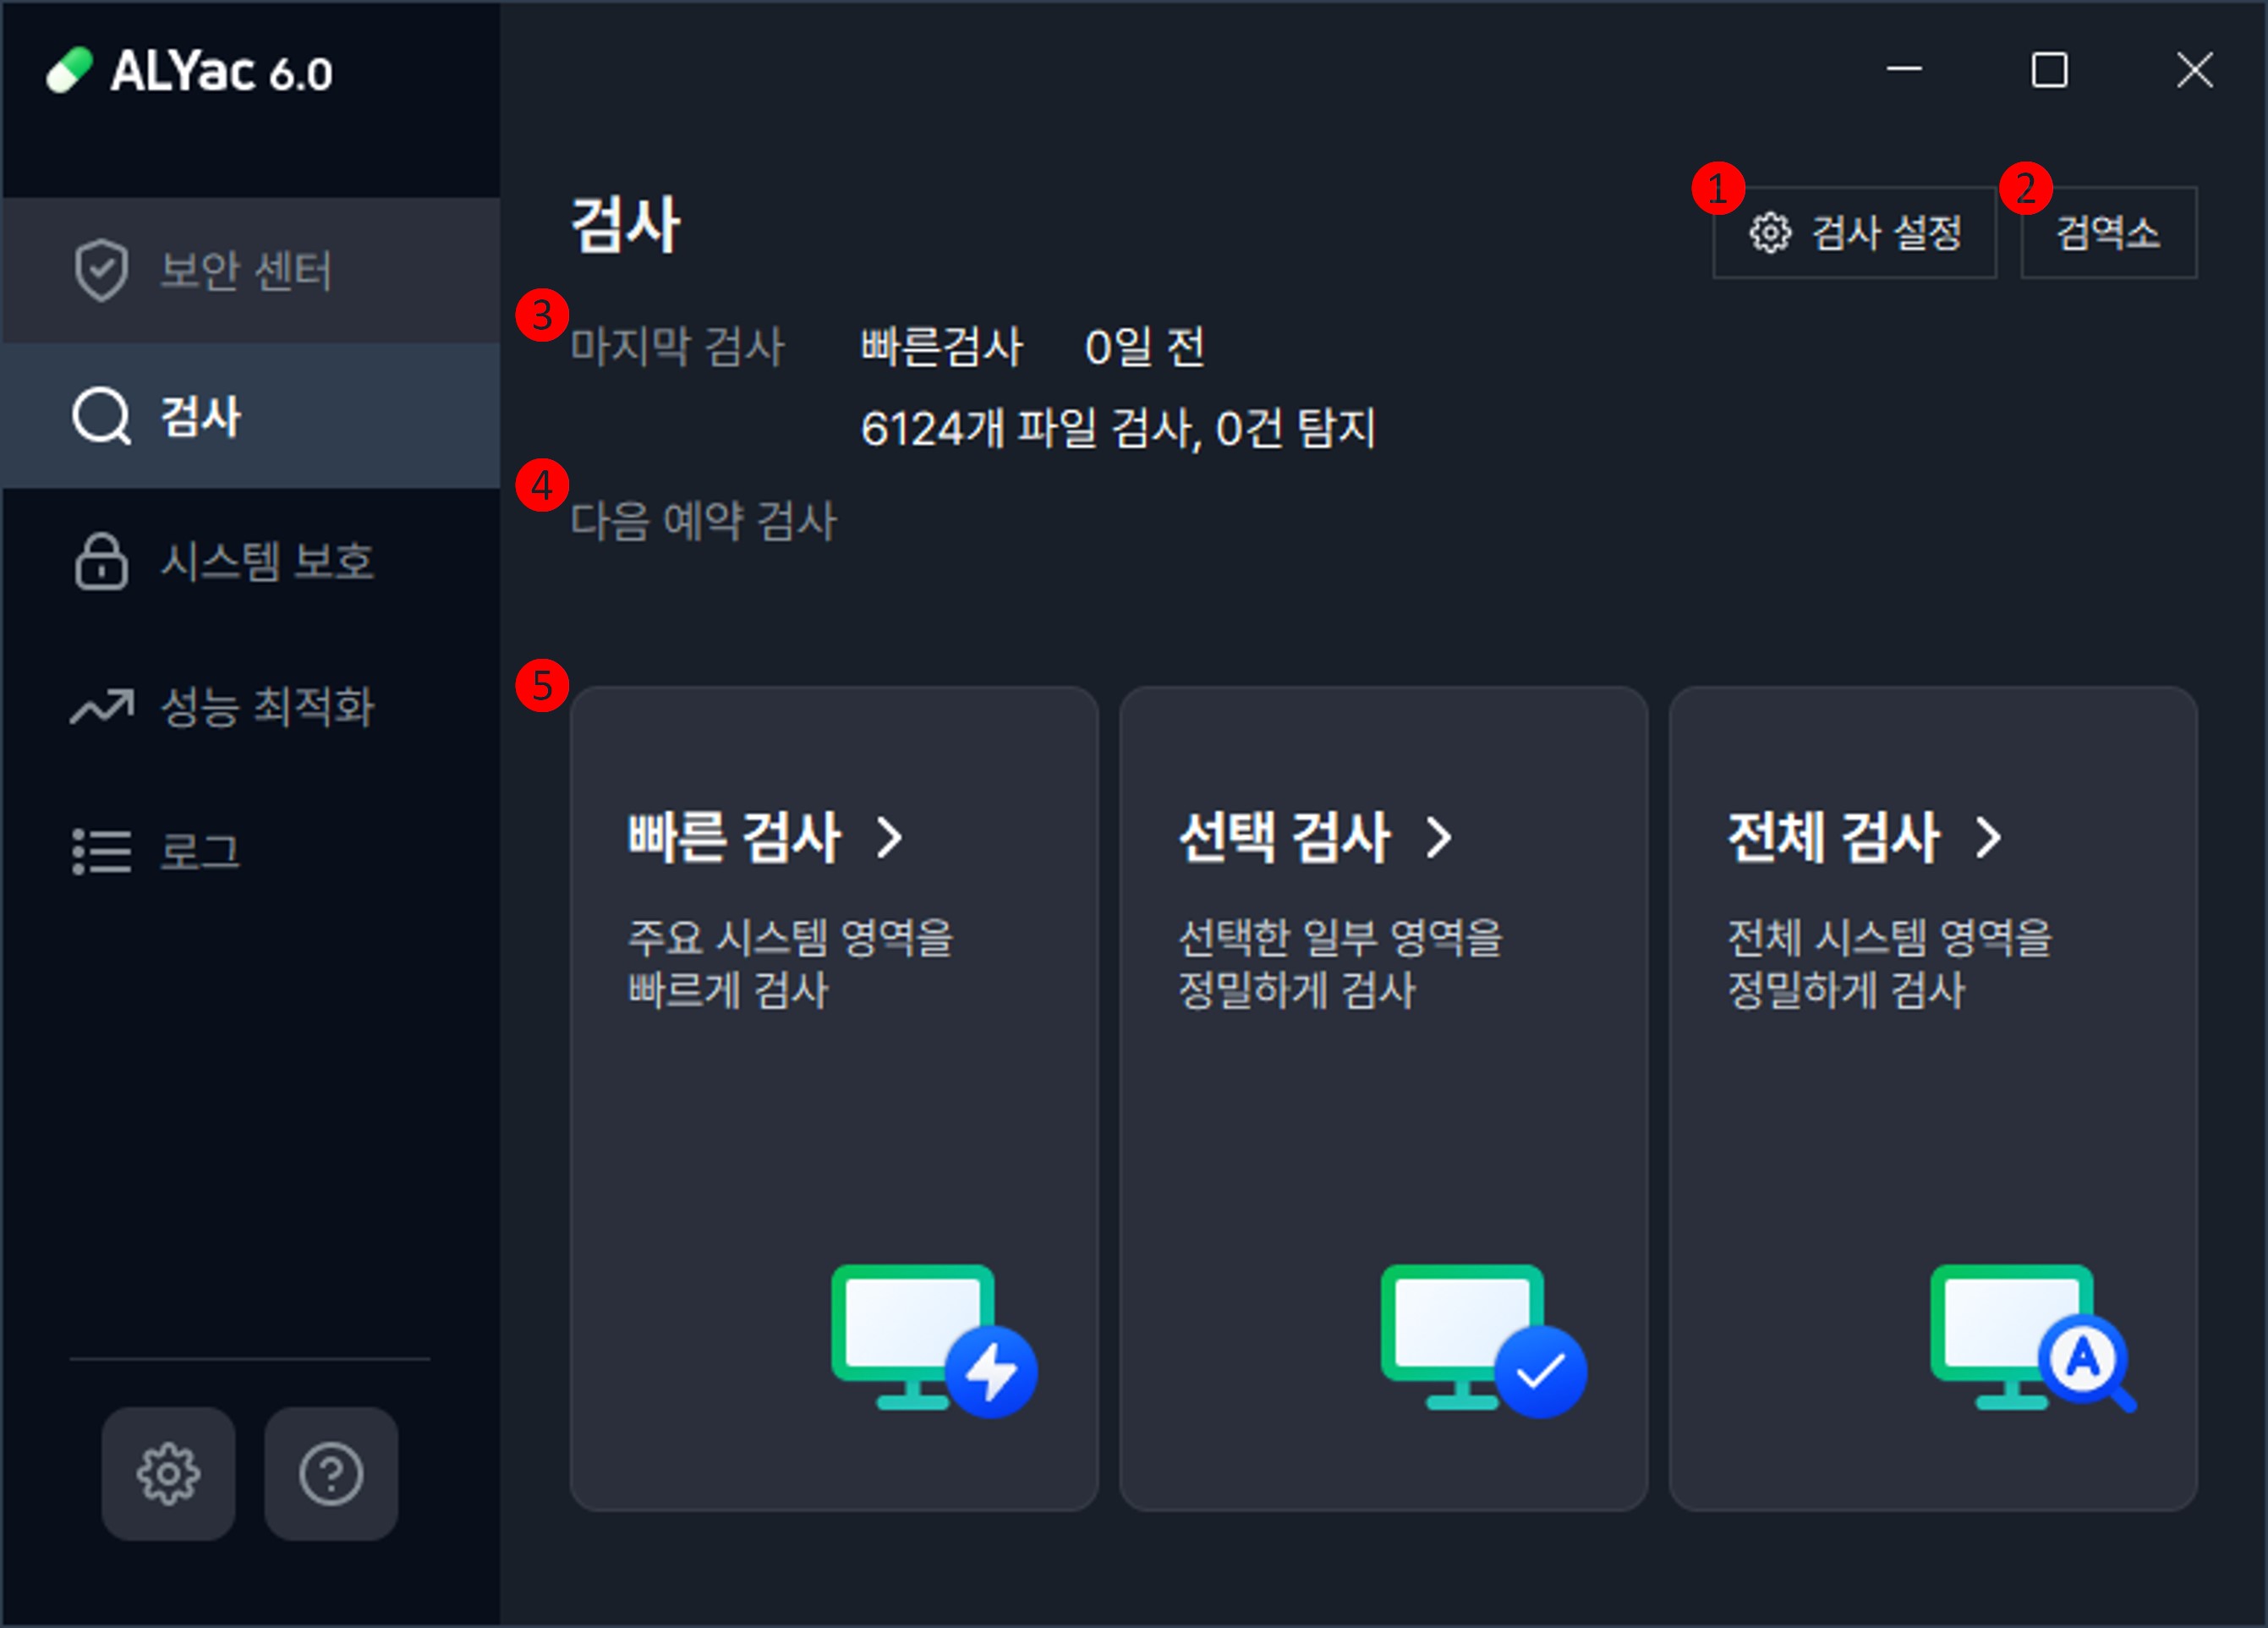 ALYac 6.0
보안 센터
검사
시스템 보호
성능 최적화
로그
검사
1
검사 설정
2
검역소
3
마지막 검사 빠른검사 0일 전
6124개 파일 검사, 0건 탐지
4
다음 예약 검사
5
빠른 검사
주요 시스템 영역을
빠르게 검사
선택 검사
선택한 일부 영역을
정밀하게 검사
전체 검사
전체 시스템 영역을
정밀하게 검사
A